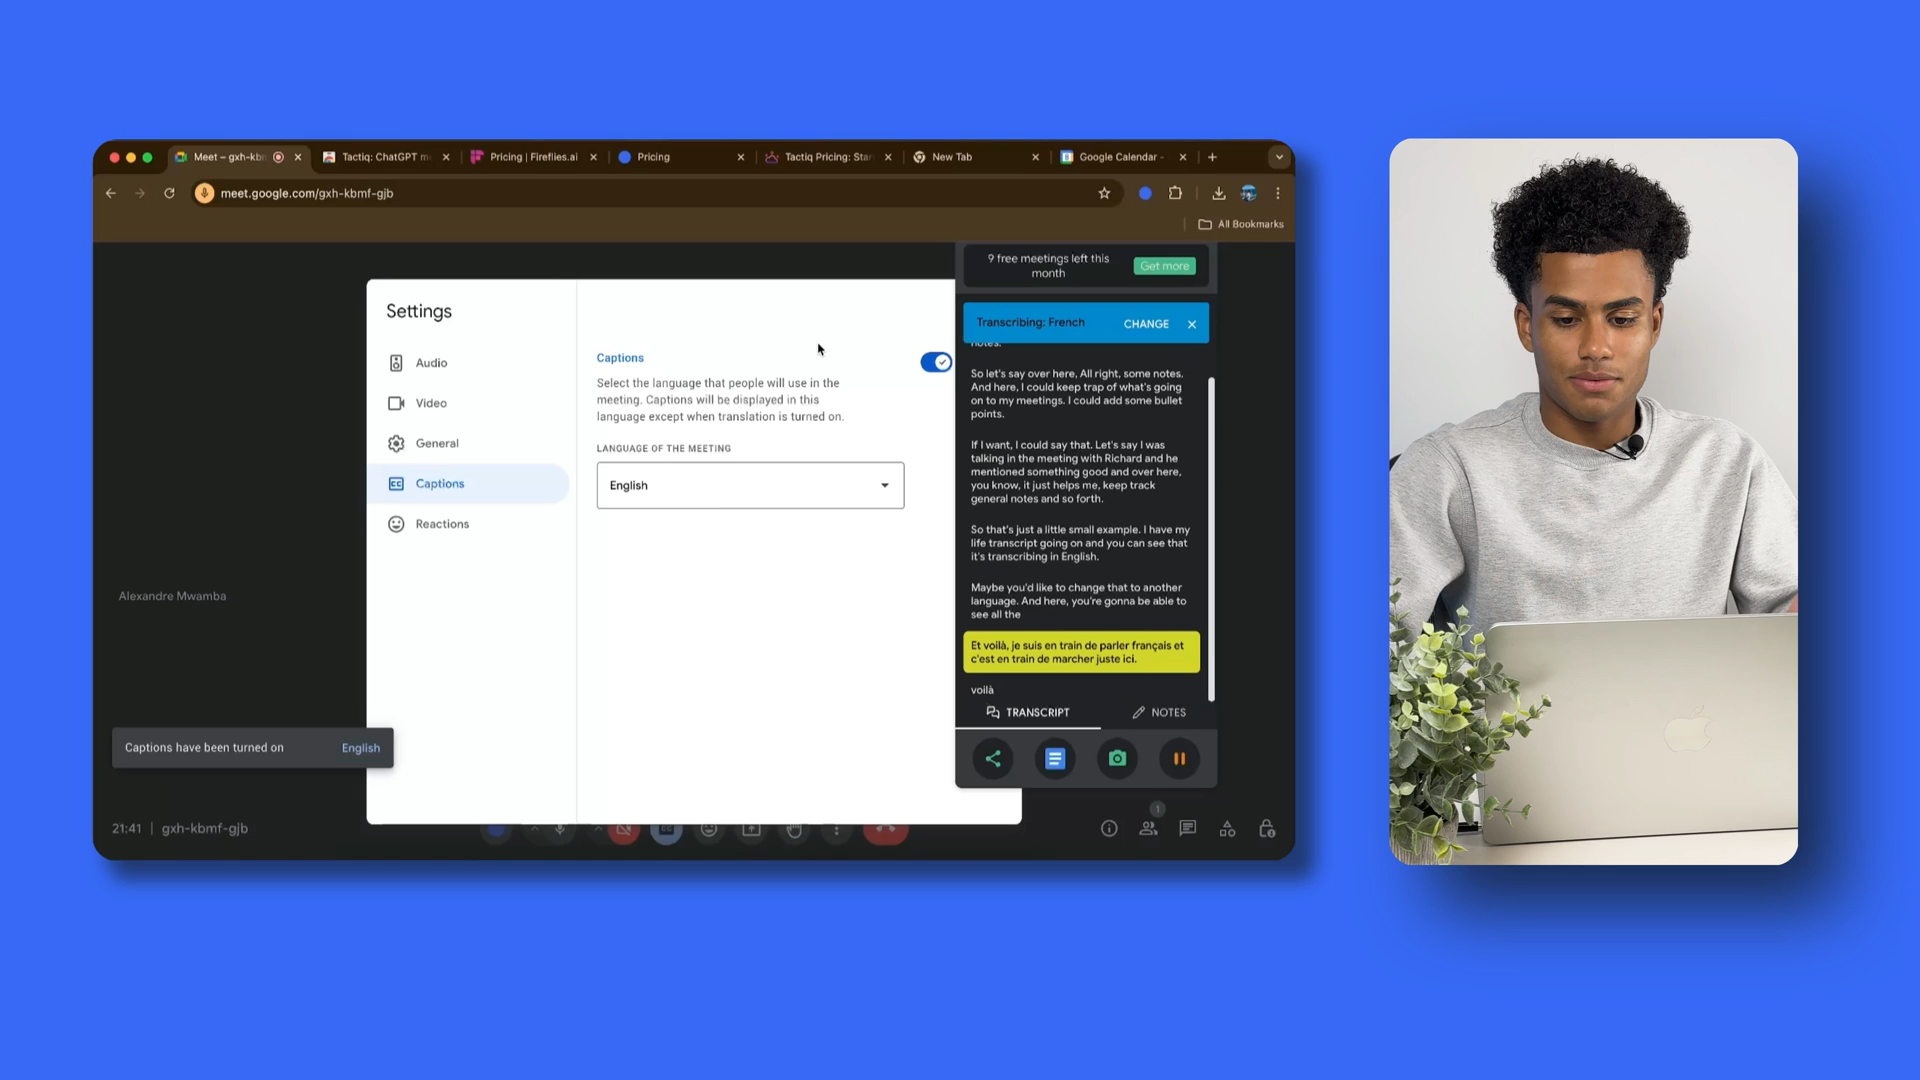 Meet – gxh-kbm
Tactiq: ChatGPT m
Pricing | Fireflies.ai
Pricing
Tactiq Pricing: Star
New Tab
Google Calendar -
meet.google.com/gxh-kbmf-gjb
All Bookmarks
9 free meetings left this
month
Get more
Settings
Transcribing: French
CHANGE
notes.
Audio
Captions
Select the language that people will use in the
meeting. Captions will be displayed in this
language except when translation is turned on.
Video
General
LANGUAGE OF THE MEETING
English
Captions
Reactions
So let's say over here, All right, some notes.
And here, I could keep trap of what's going
on to my meetings. I could add some bullet
points.
If I want, I could say that. Let's say I was
talking in the meeting with Richard and he
mentioned something good and over here,
you know, it just helps me, keep track
general notes and so forth.
So that's just a little small example. I have my
life transcript going on and you can see that
it's transcribing in English.
Maybe you'd like to change that to another
language. And here, you're gonna be able to
see all the
Et voilà, je suis en train de parler français et
c'est en train de marcher juste ici.
voilà
TRANSCRIPT
NOTES
Alexandre Mwamba
Captions have been turned on
English
21:41 | gxh-kbmf-gjb
1